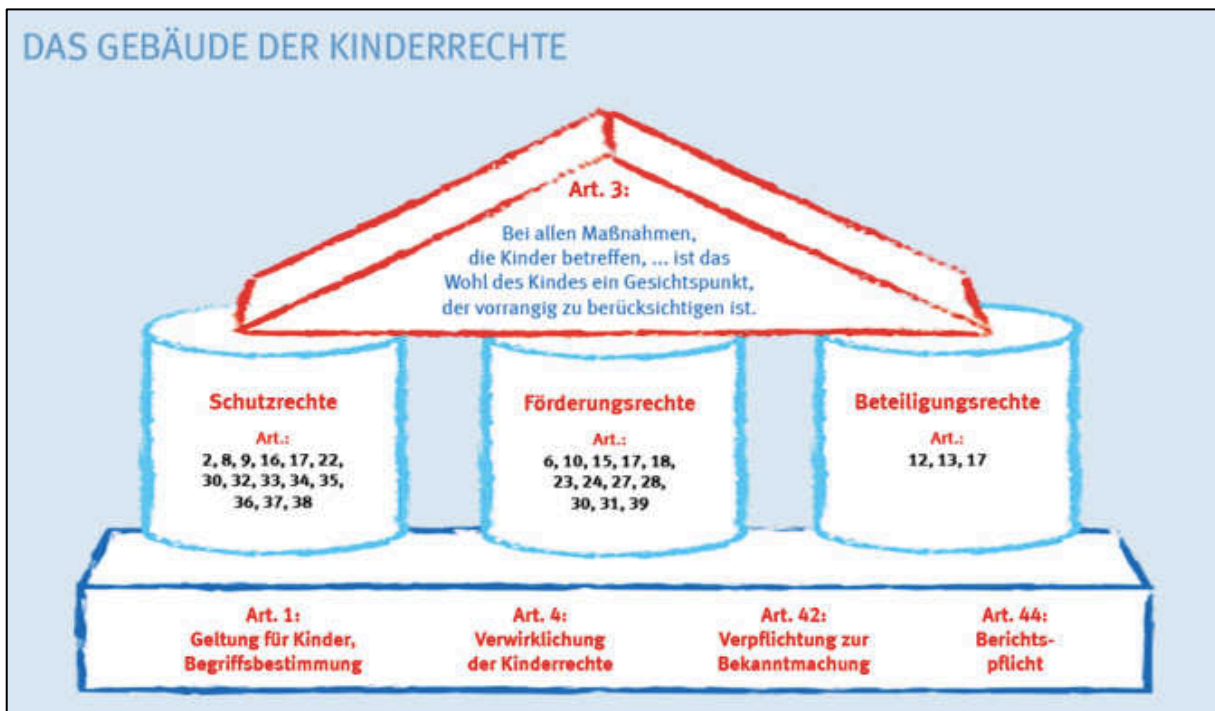 DAS GEBÄUDE DER KINDERRECHTE
Art. 3:
Bei allen Maßnahmen,
die Kinder betreffen, ... ist das
Wohl des Kindes ein Gesichtspunkt,
der vorrangig zu berücksichtigen ist.
Schutzrechte
Art.:
2, 8, 9, 16, 17, 22,
30, 32, 33, 34, 35,
36, 37, 38
Förderungsrechte
Art.:
6, 10, 15, 17, 18,
23, 24, 27, 28,
30, 31, 39
Beteiligungsrechte
Art.:
12, 13, 17
Art. 1:
Geltung für Kinder,
Begriffsbestimmung
Art. 4:
Verwirklichung
der Kinderrechte
Art. 42:
Verpflichtung zur
Bekanntmachung
Art. 44:
Berichts-
pflicht